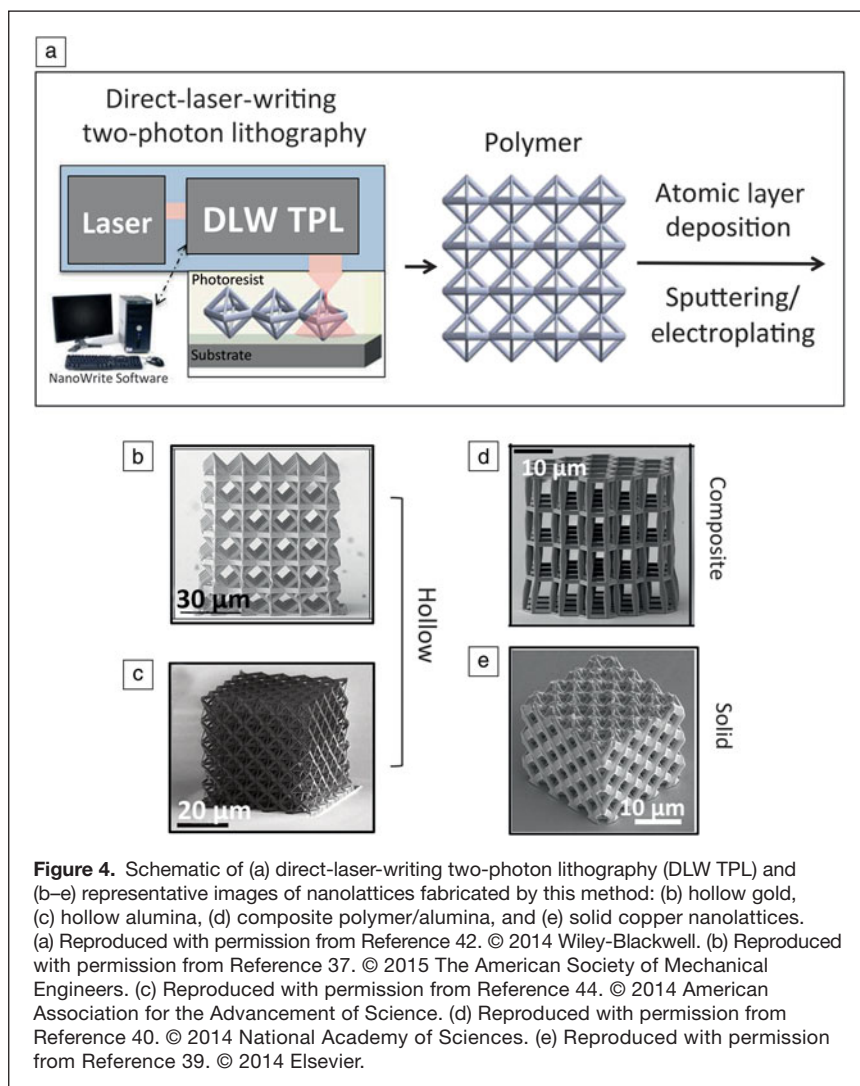 a
Direct-laser-writing
two-photon lithography
Laser
DLW TPL
Photoresist
Substrate
NanoWrite Software
Polymer
Atomic layer
deposition
Sputtering/
electroplating
b
30 µm
c
20 µm
Hollow
d
10 µm
Composite
e
10 µm
Solid
Figure 4. Schematic of (a) direct-laser-writing two-photon lithography (DLW TPL) and
(b–e) representative images of nanolattices fabricated by this method: (b) hollow gold,
(c) hollow alumina, (d) composite polymer/alumina, and (e) solid copper nanolattices.
(a) Reproduced with permission from Reference 42. © 2014 Wiley-Blackwell. (b) Reproduced
with permission from Reference 37. © 2015 The American Society of Mechanical
Engineers. (c) Reproduced with permission from Reference 44. © 2014 American
Association for the Advancement of Science. (d) Reproduced with permission from
Reference 40. © 2014 National Academy of Sciences. (e) Reproduced with permission
from Reference 39. © 2014 Elsevier.